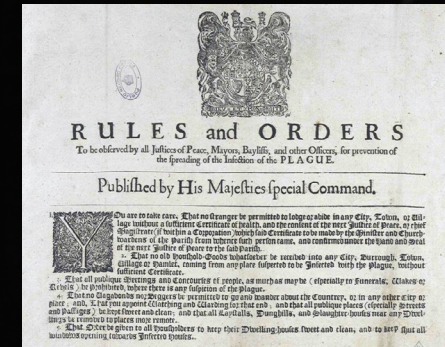 RULES and ORDERS
To be observed by all Justices of Peace, Mayors, Bayliffs, and other Officers, for prevention of
the spreading of the Infection of the PLAGUE.
Published by His Majesties special Command.
1. YOu are to take care, That no stranger be permitted to lodge or abide in any City, Town, or Vil-
lage without a sufficient Certificate of health, and the consent of the next Justice of Peace, or chief
Magistrate (if within a Corporation) which said Certificate to be made by the Minister and Church
wardens of the Parish from whence such person came, and confirmed under the Hand and Seal
of the next Justice of Peace to the said Parish.
2. That no old Houshold-Goods whatsoever be received into any City, Burrough, Town,
Village or Hamlet, coming from any place suspected to be Infected with the Plague, without
sufficient Certificate.
3. That all publique Meetings and Concourses of people, as much as may be (especially to Funerals, Wakes or
Revels) be Prohibited, where there is any suspicion of the Plague.
4. That no Vagabonds nor Beggers be permitted to go and wander about the Countrey, or in any other City or
place; and, That you appoint Watching and Warding for that end; and that all publique places (especially Streets
and Passages) be kept sweet and clean; and that all Laystalls, Dunghills, and Slaughter-houses near any Dwel-
lings be removed to places more remote.
5. That Order be given to all Housholders to keep their Dwelling-houses sweet and clean, and to keep shut all
windows opening towards Infected houses.